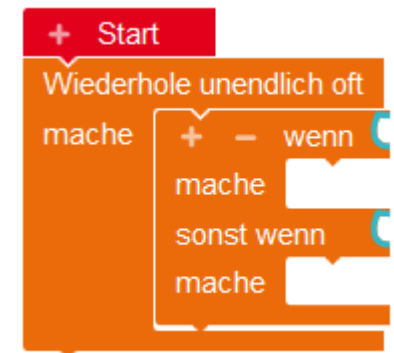 + Start
Wiederhole unendlich oft
mache
+ - wenn
mache
sonst wenn
mache